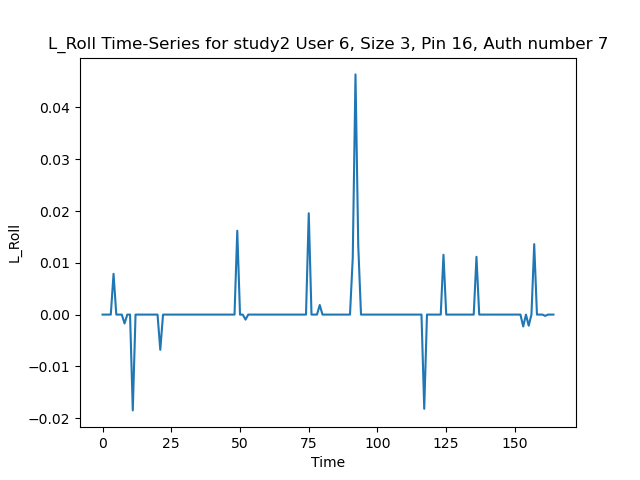 L_Roll Time-Series for study2 User 6, Size 3, Pin 16, Auth number 7
0.04
0.03
0.02
0.01
0.00
−0.01
−0.02
L_Roll
0 25 50 75 100 125 150
Time